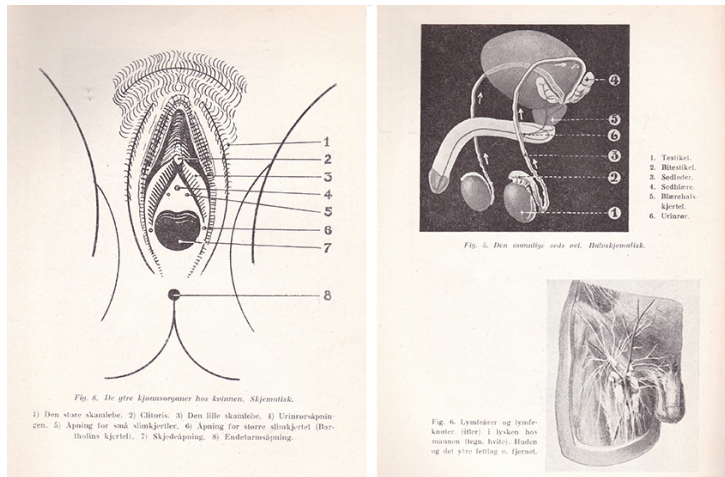 1
2
3
4
5
6
7
8
Fig. 8. De ytre kjønnsorganer hos kvinnen. Skjematisk.
1) Den store skamlebe. 2) Clitoris. 3) Den lille skamlebe. 4) Urinrørsåpnin-
gen. 5) Åpning for små slimkjertler. 6) Åpning for større slimkjertel (Bar-
tholins kjertel). 7) Skjedeåpning. 8) Endetarmsåpning.
4
5
6
3
2
1
1. Testikel.
2. Bitestikel.
3. Sedleder.
4. Sedblære.
5. Blærehals-
kjertel.
6. Urinrør.
Fig. 5. Den mannlige seds vei. Halvskjematisk.
Fig. 6. Lymfeårer og lymfe-
knuter (itler) i lysken hos
mannen (tegn. hvite). Huden
og det ytre fettlag e. fjernet.